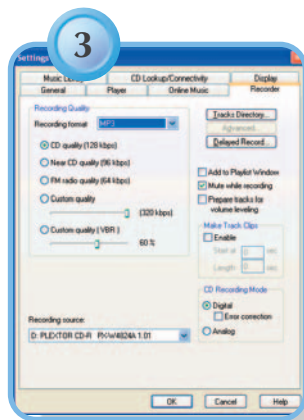 3
Settings
Music Library CD Lookup/Connectivity Display
General Player Online Music Recorder
Recording Quality
Recording format MP3
CD quality (128 kbps)
Near CD quality (96 kbps)
FM radio quality (64 kbps)
Custom quality
(320 kbps)
Custom quality (VBR)
60 %
Recording source:
D: PLEXTOR CD-R PX-W4824A 1.01
Tracks Directory...
Advanced...
Delayed Record...
Add to Playlist Window
Mute while recording
Prepare tracks for
volume leveling
Make Track Clips
Enable
Start at 0 sec
Length 0 sec
CD Recording Mode
Digital
Error correction
Analog
OK Cancel Help